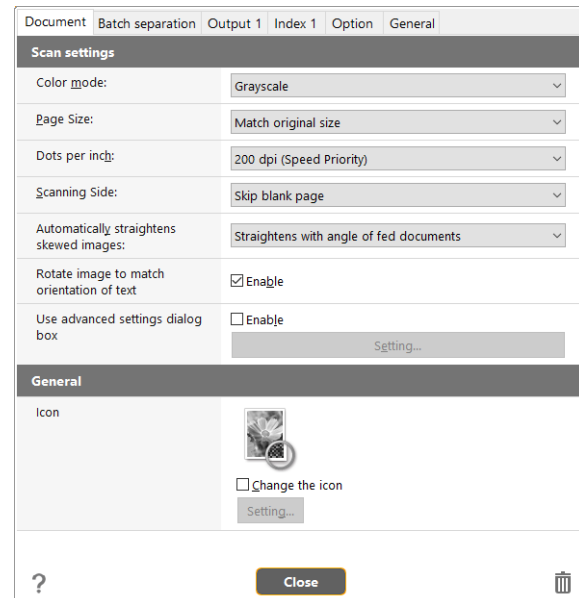 Document Batch separation Output 1 Index 1 Option General
Scan settings
Color mode: Grayscale
Page Size: Match original size
Dots per inch: 200 dpi (Speed Priority)
Scanning Side: Skip blank page
Automatically straightens
skewed images: Straightens with angle of fed documents
Rotate image to match
orientation of text Enable
Use advanced settings dialog
box Enable
Setting...
General
Icon
Change the icon
Setting...
? Close